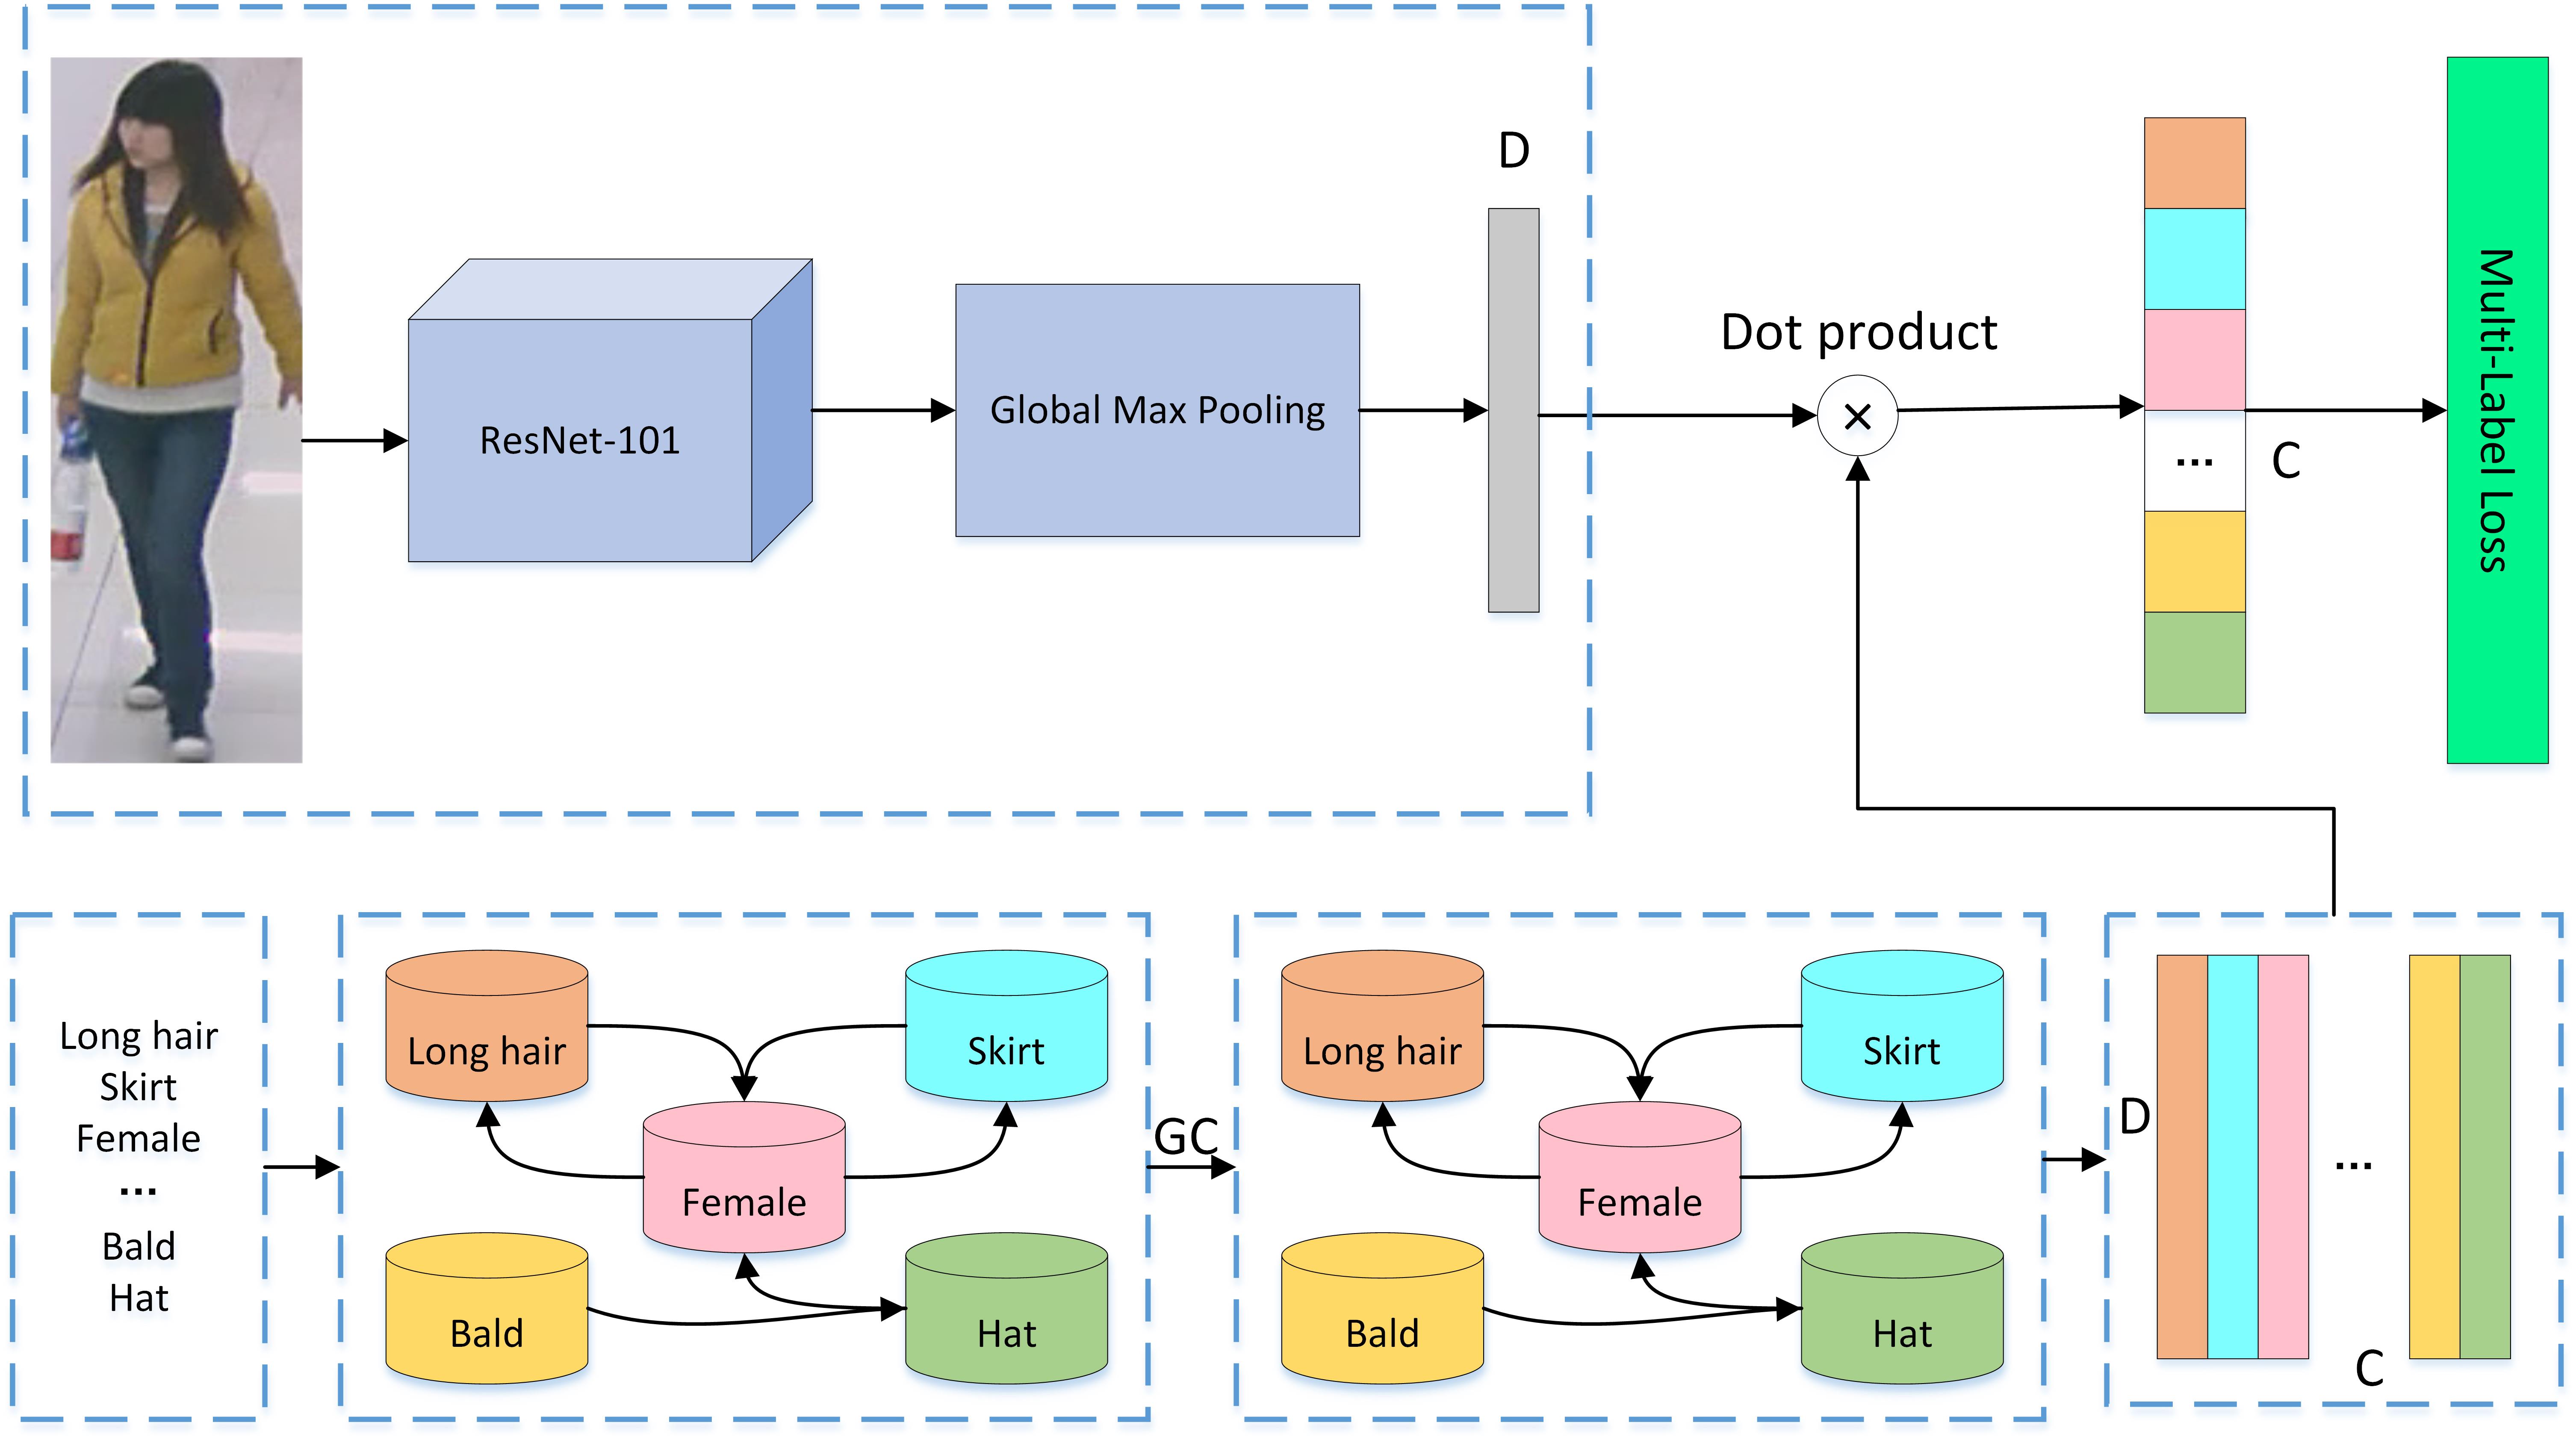 D
ResNet-101
Global Max Pooling
Dot product
×
...
C
Multi-Label Loss
Long hair
Skirt
Female
...
Bald
Hat
Long hair
Skirt
Female
Bald
Hat
GC
Long hair
Skirt
Female
Bald
Hat
D
...
C